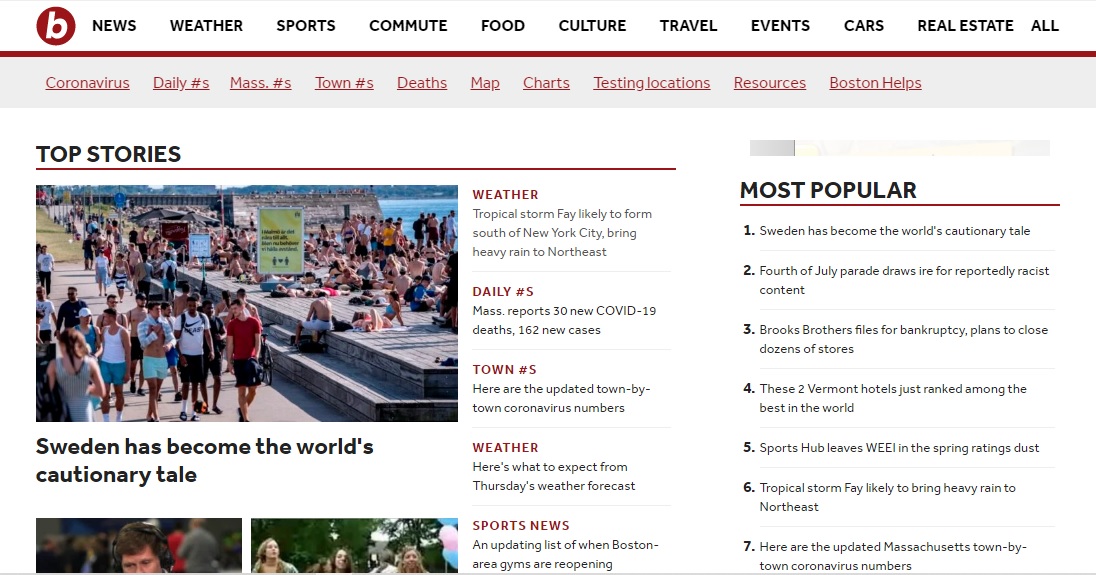 b NEWS WEATHER SPORTS COMMUTE FOOD CULTURE TRAVEL EVENTS CARS REAL ESTATE ALL
Coronavirus Daily #s Mass. #s Town #s Deaths Map Charts Testing locations Resources Boston Helps
TOP STORIES
Sweden has become the world's
cautionary tale
WEATHER
Tropical storm Fay likely to form
south of New York City, bring
heavy rain to Northeast
DAILY #S
Mass. reports 30 new COVID-19
deaths, 162 new cases
TOWN #S
Here are the updated town-by-
town coronavirus numbers
WEATHER
Here's what to expect from
Thursday's weather forecast
SPORTS NEWS
An updating list of when Boston-
area gyms are reopening
MOST POPULAR
1. Sweden has become the world's cautionary tale
2. Fourth of July parade draws ire for reportedly racist
content
3. Brooks Brothers files for bankruptcy, plans to close
dozens of stores
4. These 2 Vermont hotels just ranked among the
best in the world
5. Sports Hub leaves WEEI in the spring ratings dust
6. Tropical storm Fay likely to bring heavy rain to
Northeast
7. Here are the updated Massachusetts town-by-
town coronavirus numbers